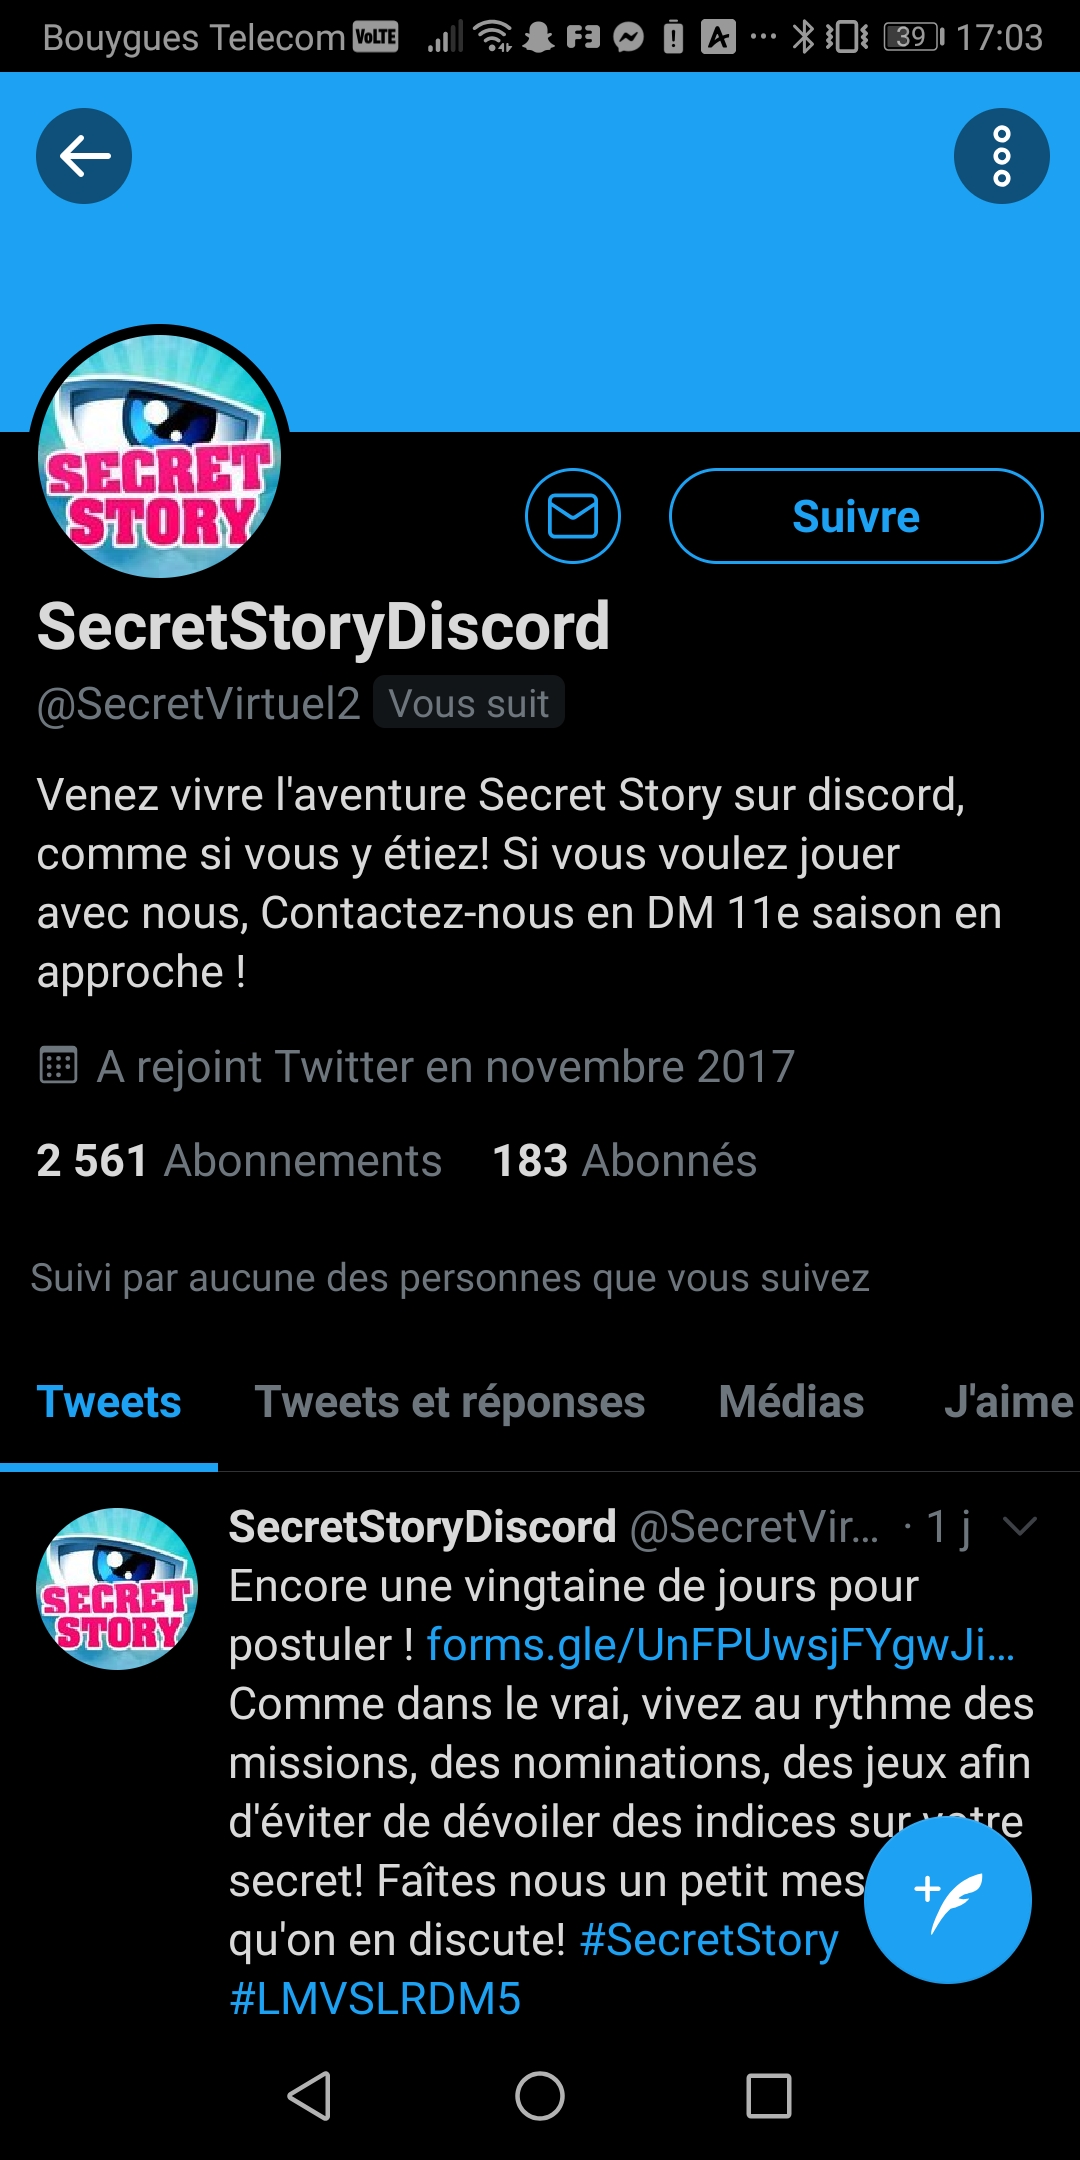 Bouygues Telecom VoLTE F3 A 39 17:03
SECRET
STORY
Suivre
SecretStoryDiscord
@SecretVirtuel2 Vous suit
Venez vivre l'aventure Secret Story sur discord,
comme si vous y étiez! Si vous voulez jouer
avec nous, Contactez-nous en DM 11e saison en
approche !
A rejoint Twitter en novembre 2017
2 561 Abonnements 183 Abonnés
Suivi par aucune des personnes que vous suivez
Tweets Tweets et réponses Médias J'aime
SECRET
STORY
SecretStoryDiscord @SecretVir... · 1 j
Encore une vingtaine de jours pour
postuler ! forms.gle/UnFPUwsjFYgwJi...
Comme dans le vrai, vivez au rythme des
missions, des nominations, des jeux afin
d'éviter de dévoiler des indices sur votre
secret! Faîtes nous un petit mes
qu'on en discute! #SecretStory
#LMVSLRDM5